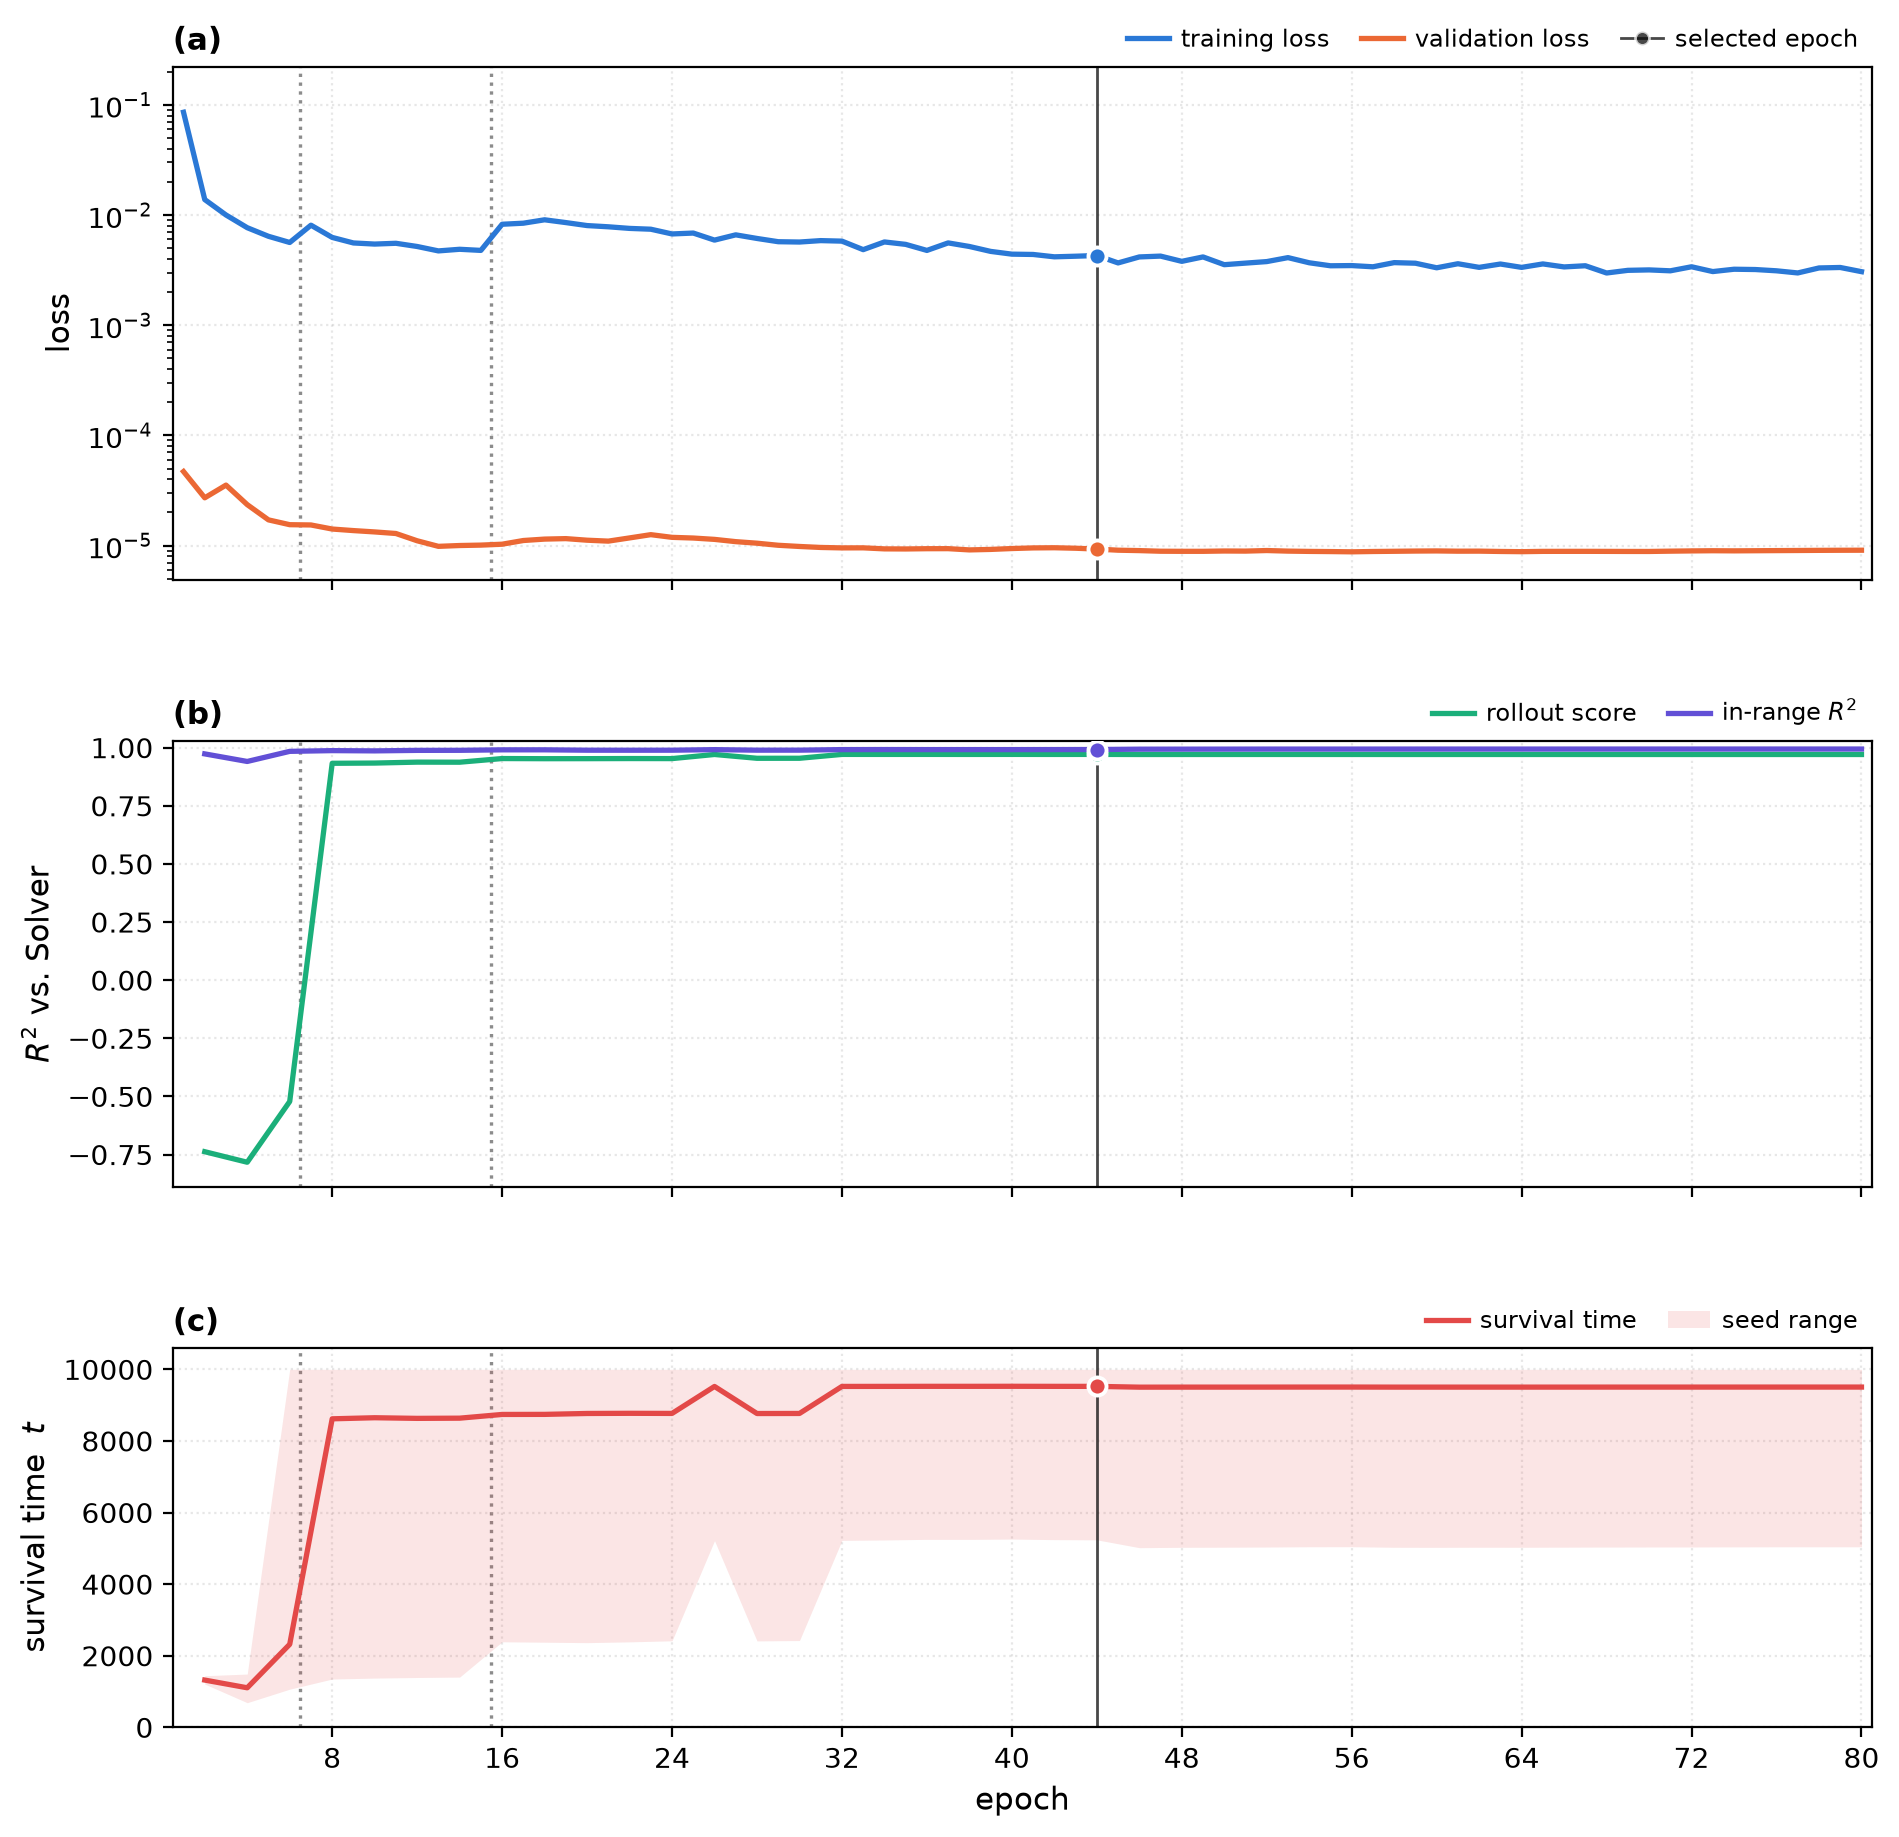 (a)
training loss
validation loss
selected epoch
10⁻¹
10⁻²
10⁻³
10⁻⁴
10⁻⁵
loss
(b)
rollout score
in-range R²
1.00
0.75
0.50
0.25
0.00
−0.25
−0.50
−0.75
R² vs. Solver
(c)
survival time
seed range
10000
8000
6000
4000
2000
0
survival time t
8 16 24 32 40 48 56 64 72 80
epoch